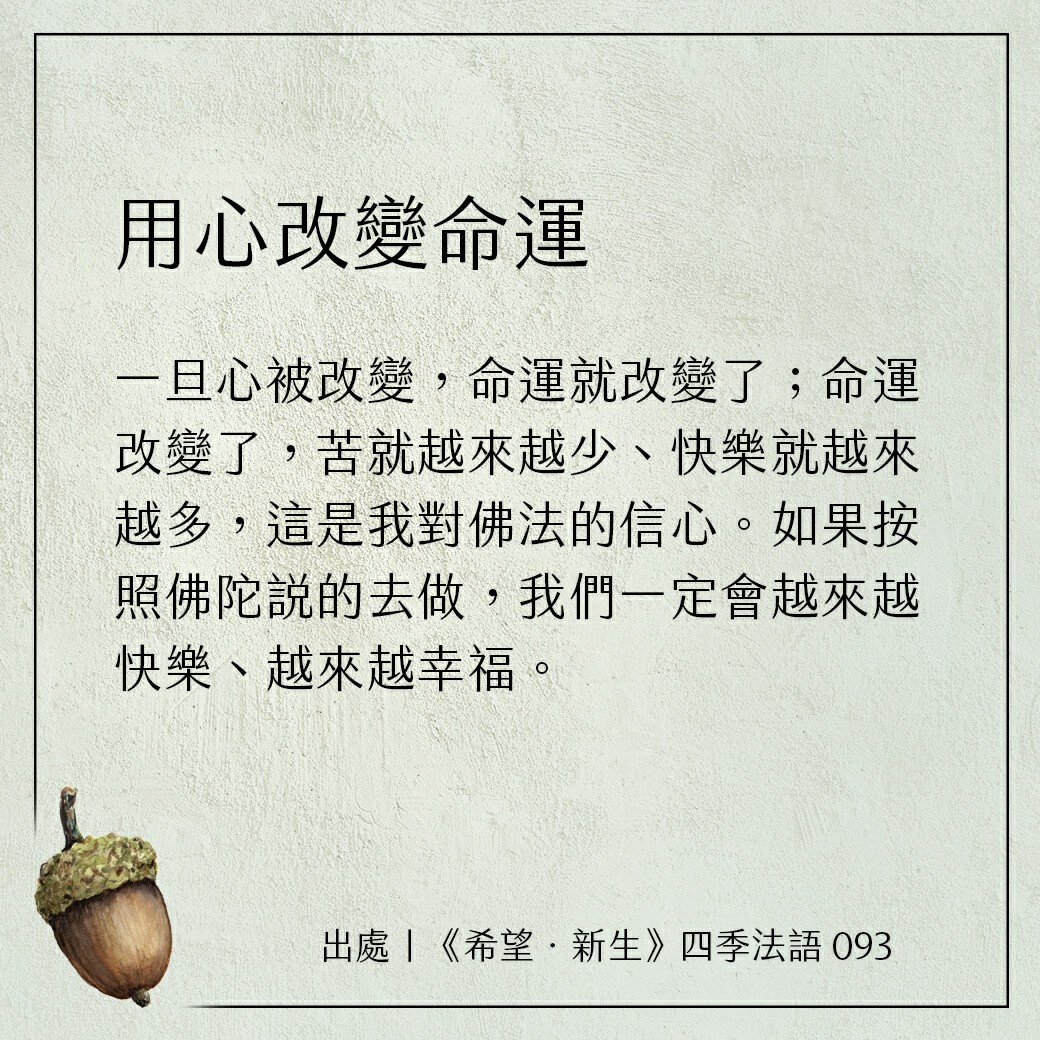 用心改變命運
一旦心被改變，命運就改變了；命運
改變了，苦就越來越少、快樂就越來
越多，這是我對佛法的信心。如果按
照佛陀説的去做，我們一定會越來越
快樂、越來越幸福。
出處｜《希望．新生》四季法語 093